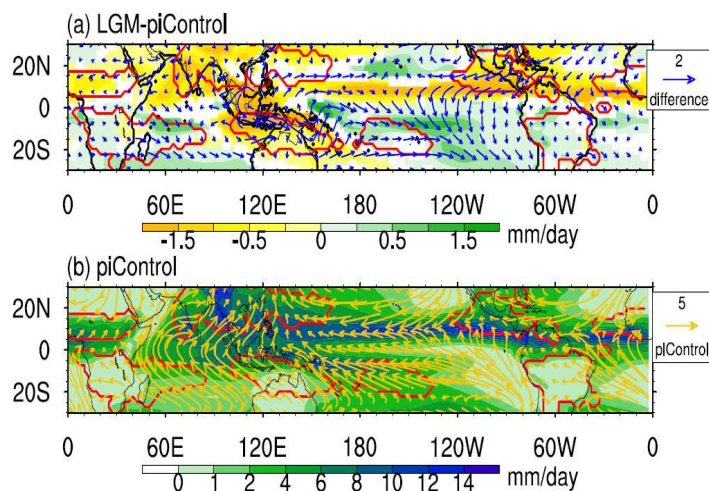 (a) LGM-piControl
20N
0
20S
2
difference
0
60E
120E
180
120W
60W
0
-1.5
-0.5
0
0.5
1.5
mm/day
(b) piControl
20N
0
20S
5
piControl
0
60E
120E
180
120W
60W
0
0
1
2
4
6
8
10
12
14
mm/day